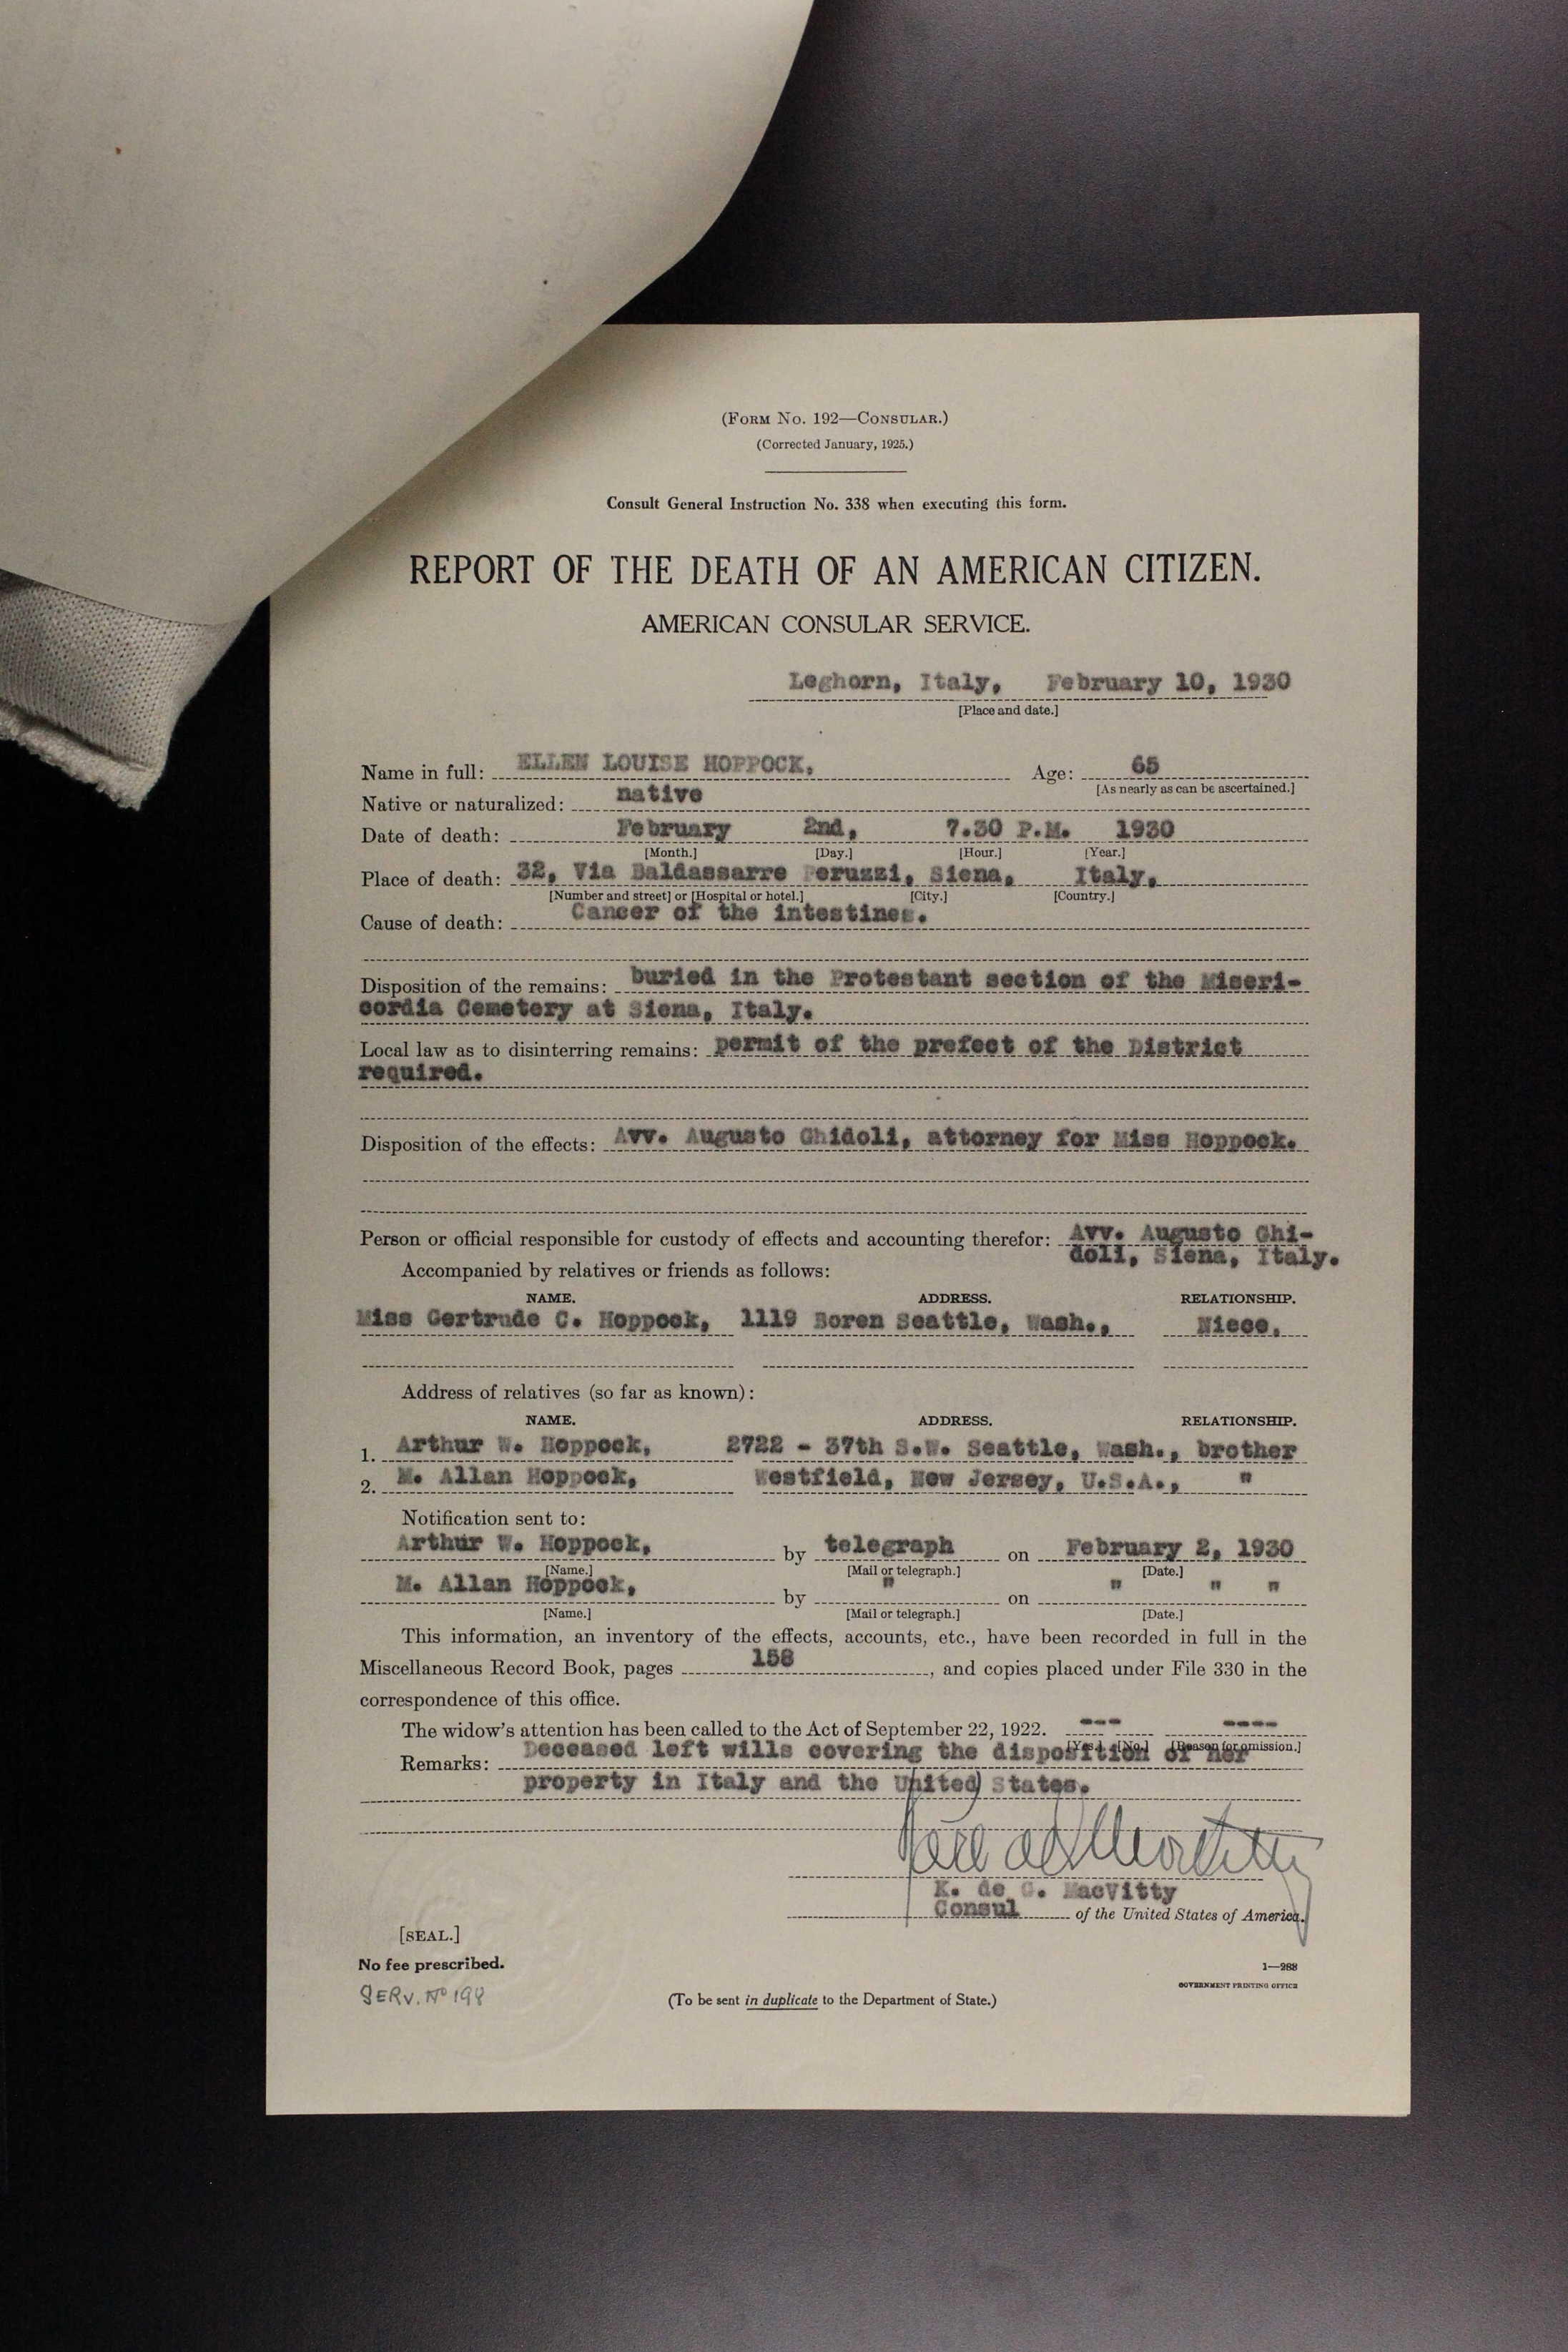 (FORM No. 192—CONSULAR.)
(Corrected January, 1925.)
Consult General Instruction No. 338 when executing this form.
REPORT OF THE DEATH OF AN AMERICAN CITIZEN.
AMERICAN CONSULAR SERVICE.
Leghorn, Italy, February 10, 1930
[Place and date.]
Name in full: ELLEN LOUISE HOPPOCK, Age: 65
[As nearly as can be ascertained.]
Native or naturalized: native
Date of death: February 2nd, 7.30 P.M. 1930
[Month.] [Day.] [Hour.] [Year.]
Place of death: 32, Via Baldassarre Peruzzi, Siena, Italy.
[Number and street] or [Hospital or hotel.] [City.] [Country.]
Cause of death: Cancer of the intestines.
Disposition of the remains: buried in the Protestant section of the Miseri-
cordia Cemetery at Siena, Italy.
Local law as to disinterring remains: permit of the prefect of the District
required.
Disposition of the effects: Avv. Augusto Ghidoli, attorney for Miss Hoppock.
Person or official responsible for custody of effects and accounting therefor: Avv. Augusto Ghi-
doli, Siena, Italy.
Accompanied by relatives or friends as follows:
NAME. ADDRESS. RELATIONSHIP.
Miss Gertrude C. Hoppock, 1119 Boren Seattle, Wash., Niece.
Address of relatives (so far as known):
NAME. ADDRESS. RELATIONSHIP.
1. Arthur W. Hoppock, 2722 - 37th S.W. Seattle, Wash., brother
2. M. Allan Hoppock, Westfield, New Jersey, U.S.A., "
Notification sent to:
Arthur W. Hoppock, by telegraph on February 2, 1930
[Name.] [Mail or telegraph.] [Date.]
M. Allan Hoppock, by " on " " "
[Name.] [Mail or telegraph.] [Date.]
This information, an inventory of the effects, accounts, etc., have been recorded in full in the
Miscellaneous Record Book, pages 158, and copies placed under File 330 in the
correspondence of this office.
The widow's attention has been called to the Act of September 22, 1922. --- ----
[Yes.] [No.] [Reason for omission.]
Remarks: Deceased left wills covering the disposition of her
property in Italy and the United States.
K. de G. MacVitty
Consul of the United States of America.
[SEAL.]
No fee prescribed.
1—288
GOVERNMENT PRINTING OFFICE
SERV. Nº 198
(To be sent in duplicate to the Department of State.)